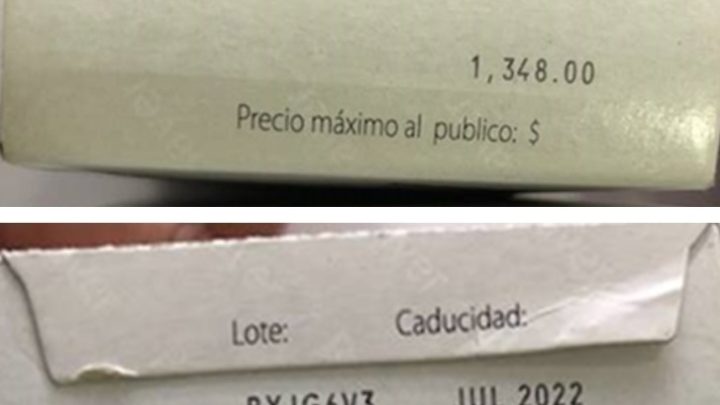 1,348.00
Precio máximo al publico: $
Lote: Caducidad:
JUL 2022